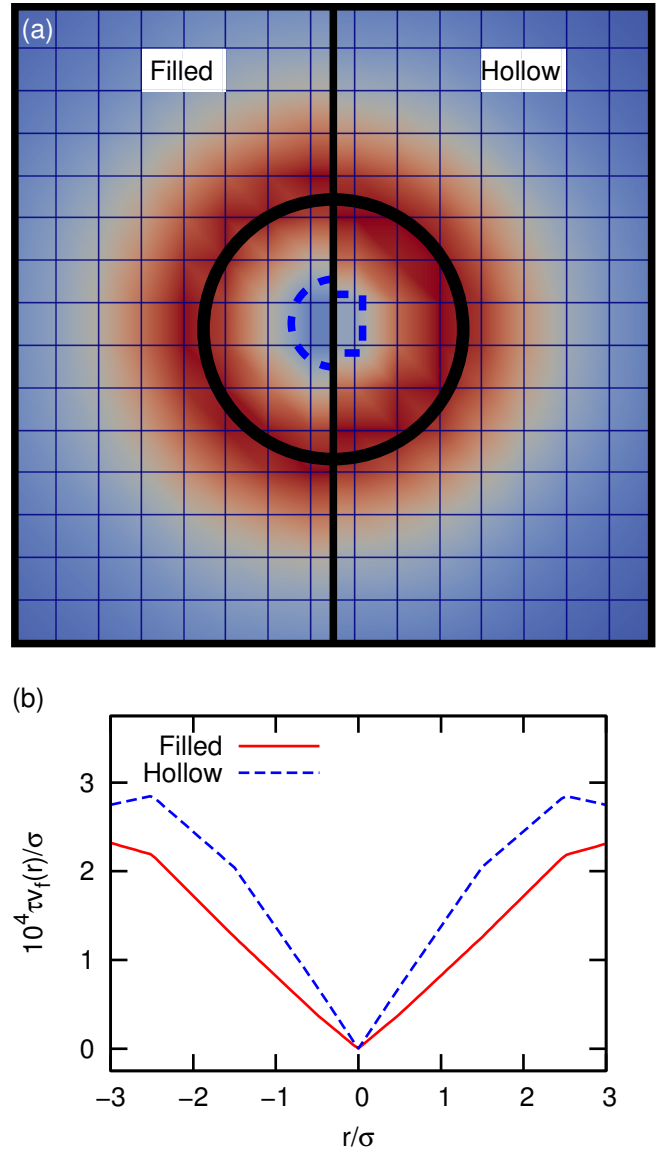 (a)
Filled Hollow
(b)
Filled
Hollow
10⁴τv_f(r)/σ
3
2
1
0
−3 −2 −1 0 1 2 3
r/σ